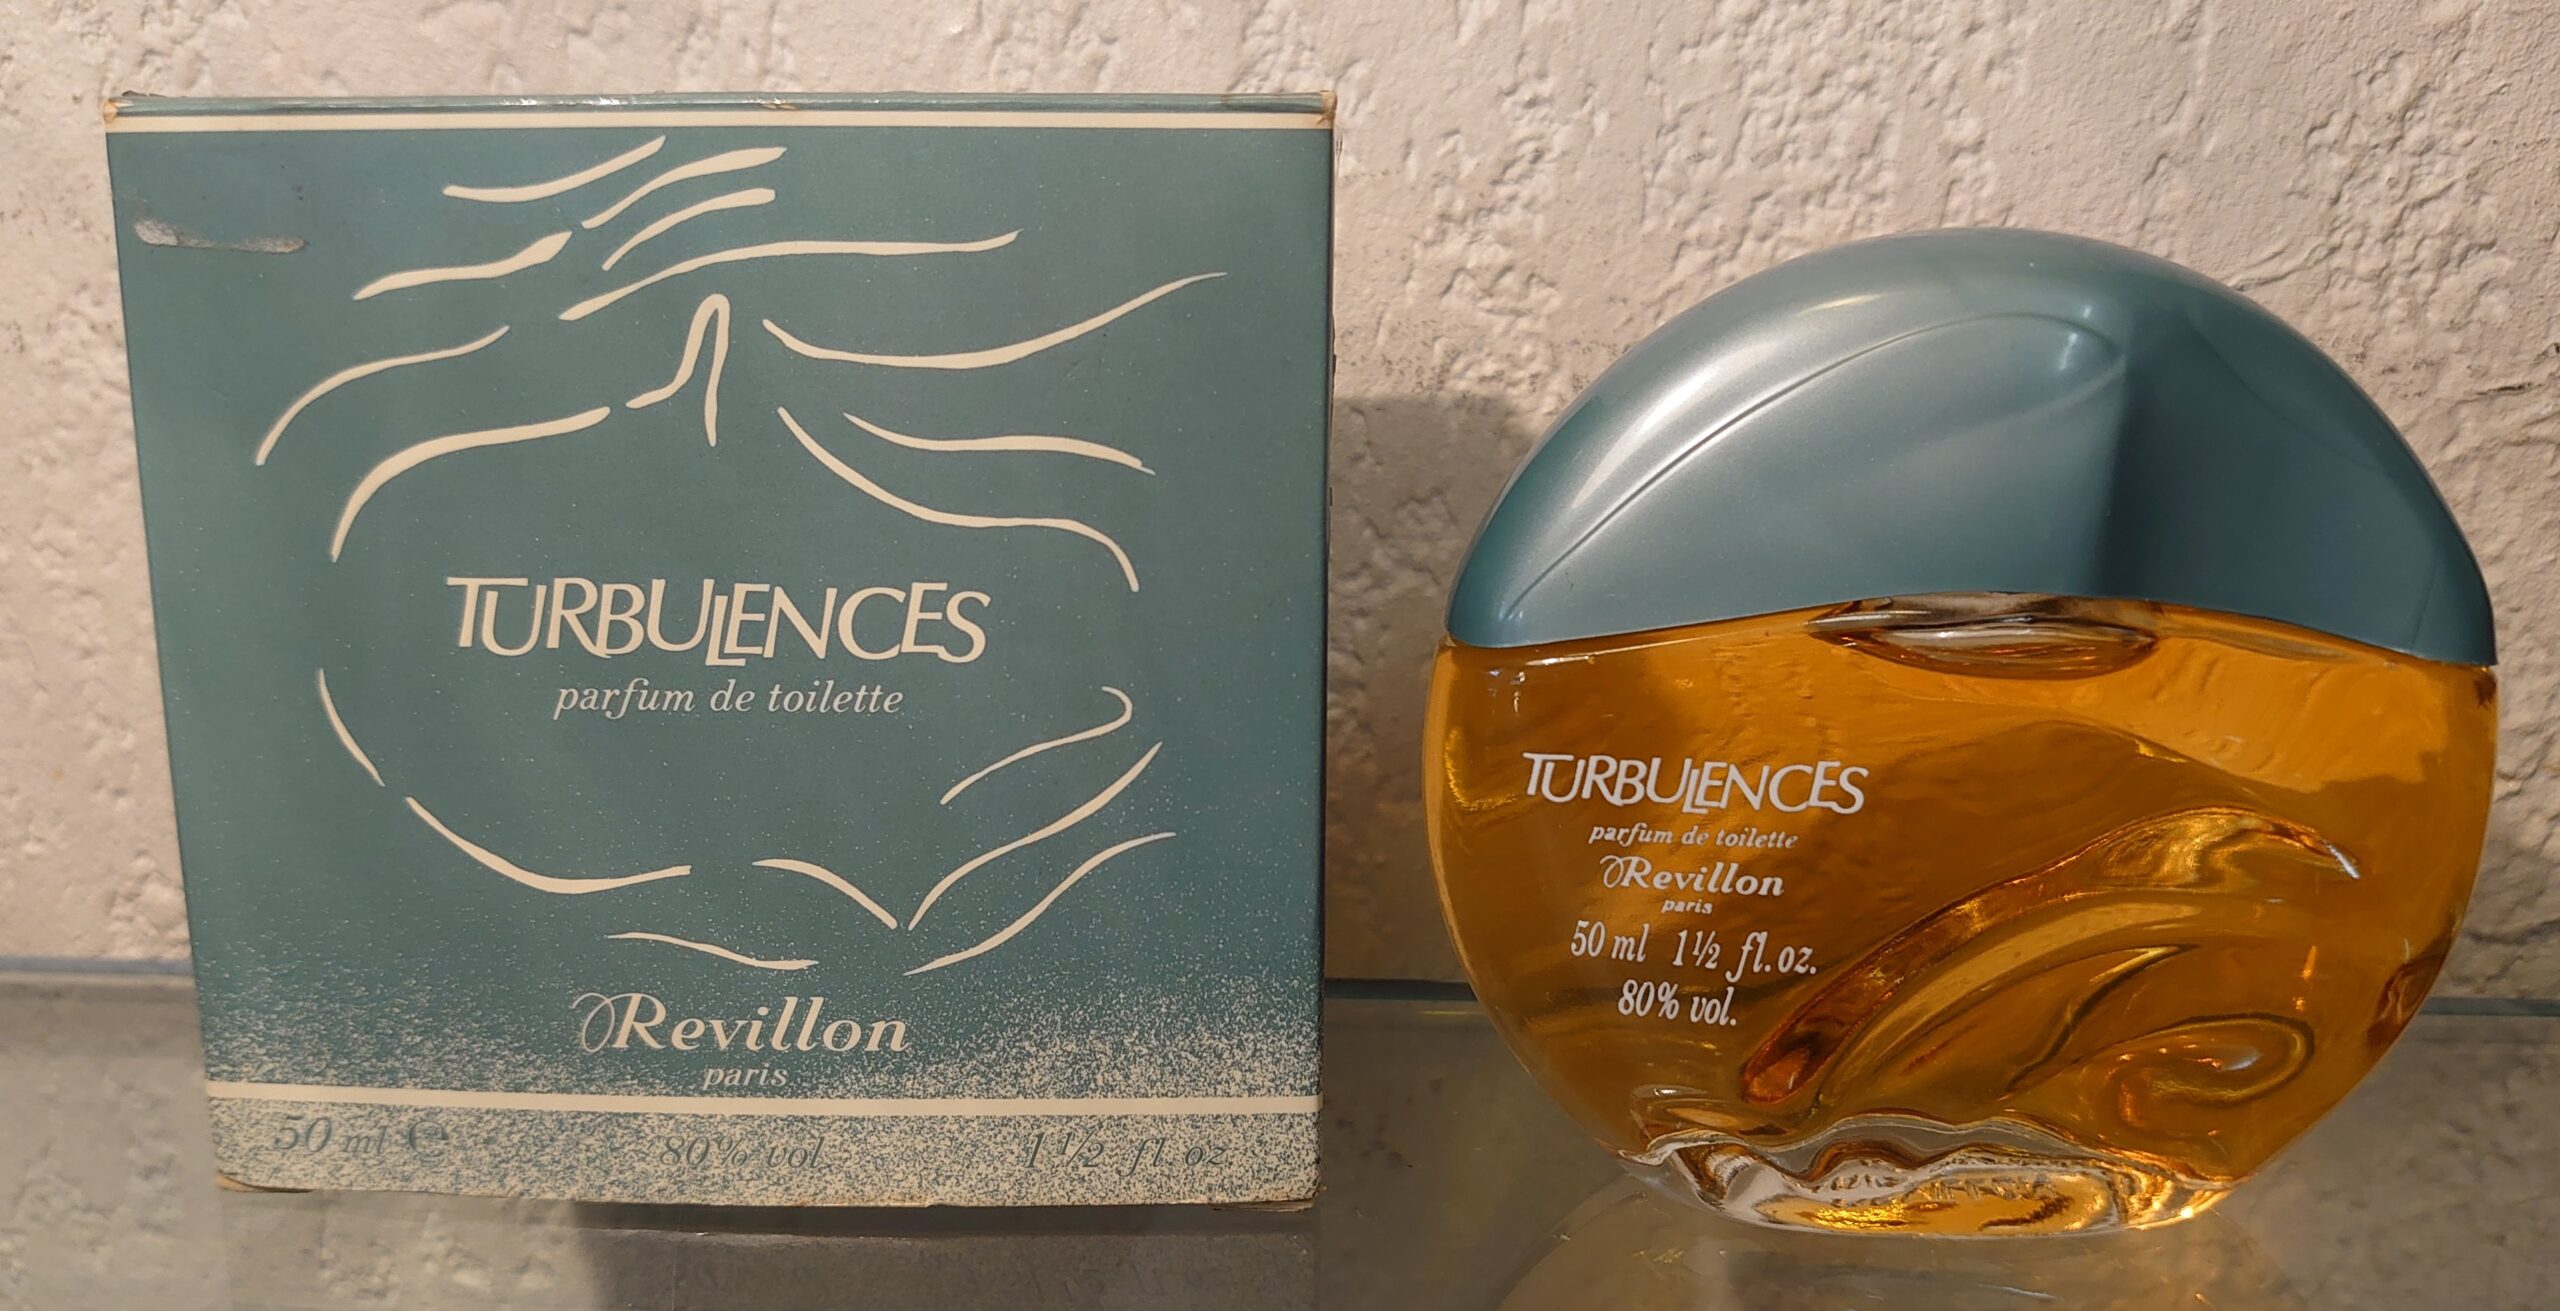 TURBULENCES
parfum de toilette
Revillon
paris
50 ml ℮ 80% vol 1 1/2 fl oz
TURBULENCES
parfum de toilette
Revillon
paris
50 ml 1 1/2 fl.oz.
80% vol.